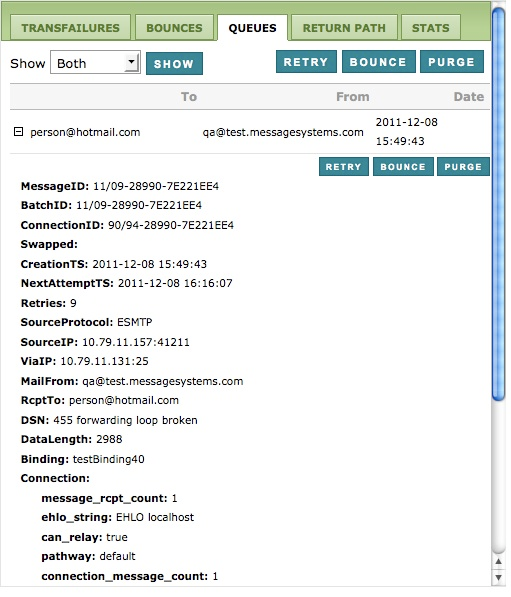 TRANSFAILURES BOUNCES QUEUES RETURN PATH STATS
Show Both SHOW RETRY BOUNCE PURGE
To From Date
person@hotmail.com qa@test.messagesystems.com 2011-12-08
15:49:43
RETRY BOUNCE PURGE
MessageID: 11/09-28990-7E221EE4
BatchID: 11/09-28990-7E221EE4
ConnectionID: 90/94-28990-7E221EE4
Swapped:
CreationTS: 2011-12-08 15:49:43
NextAttemptTS: 2011-12-08 16:16:07
Retries: 9
SourceProtocol: ESMTP
SourceIP: 10.79.11.157:41211
ViaIP: 10.79.11.131:25
MailFrom: qa@test.messagesystems.com
RcptTo: person@hotmail.com
DSN: 455 forwarding loop broken
DataLength: 2988
Binding: testBinding40
Connection:
message_rcpt_count: 1
ehlo_string: EHLO localhost
can_relay: true
pathway: default
connection_message_count: 1